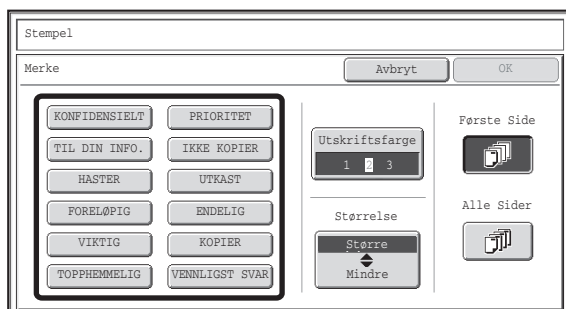 Stempel
Merke
Avbryt
OK
KONFIDENSIELT
PRIORITET
TIL DIN INFO.
IKKE KOPIER
HASTER
UTKAST
FORELØPIG
ENDELIG
VIKTIG
KOPIER
TOPPHEMMELIG
VENNLIGST SVAR
Utskriftsfarge
1 2 3
Størrelse
Større
Mindre
Første Side
Alle Sider